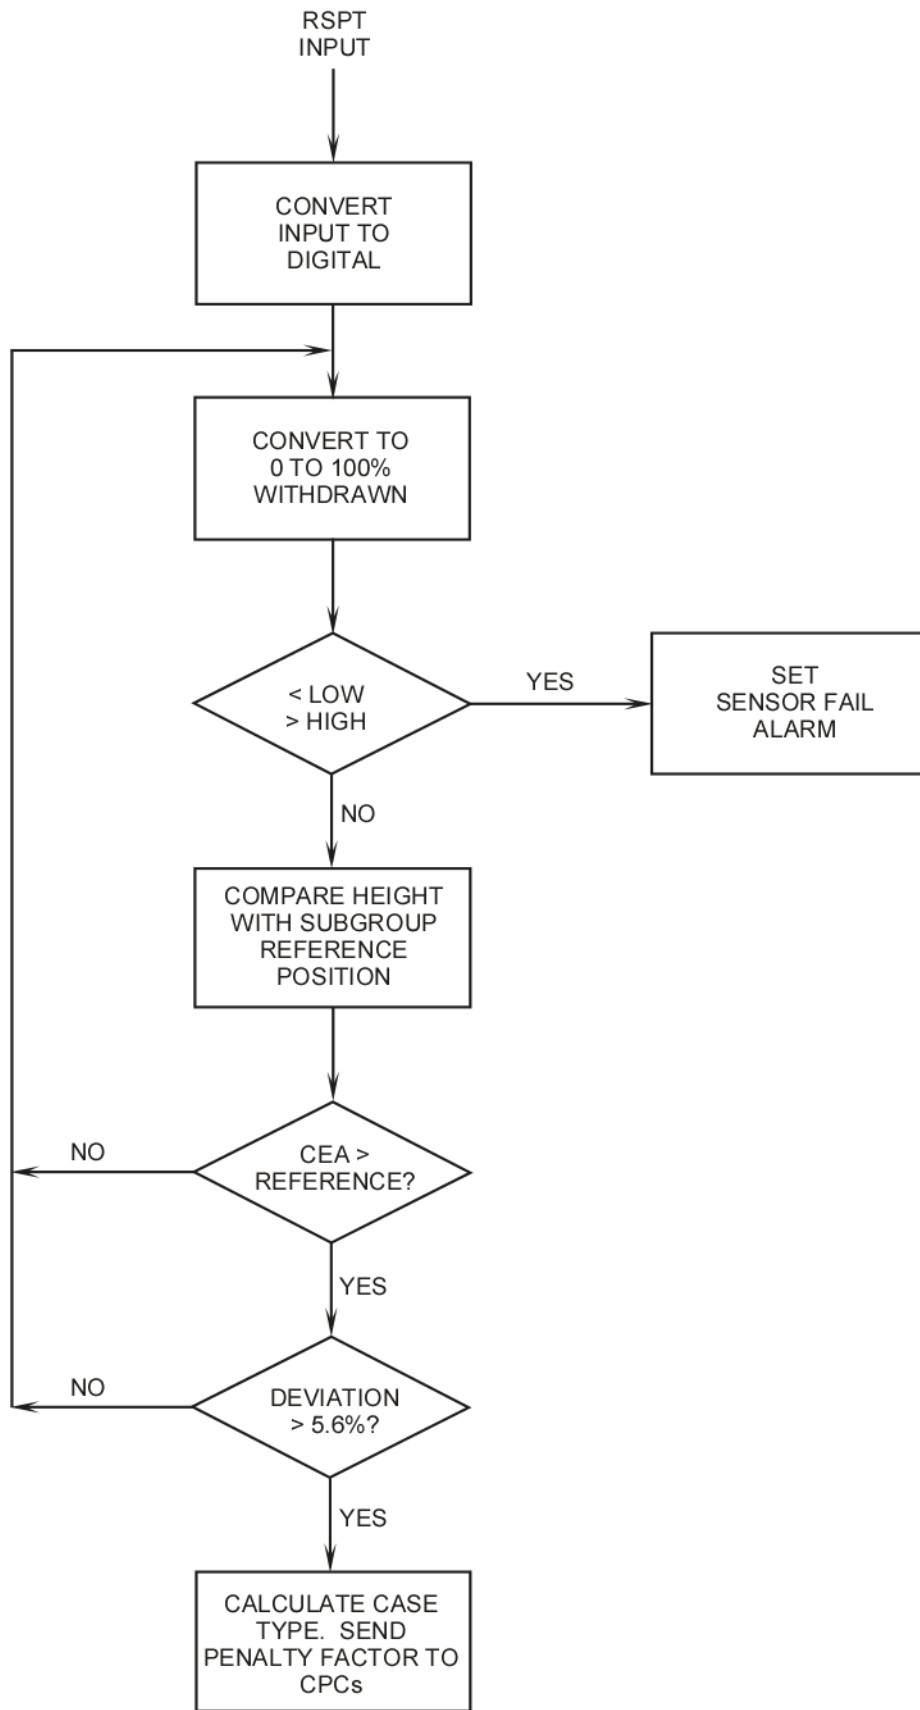 RSPT
INPUT
CONVERT
INPUT TO
DIGITAL
CONVERT TO
0 TO 100%
WITHDRAWN
< LOW
> HIGH
YES
SET
SENSOR FAIL
ALARM
NO
COMPARE HEIGHT
WITH SUBGROUP
REFERENCE
POSITION
NO
CEA >
REFERENCE?
YES
NO
DEVIATION
> 5.6%?
YES
CALCULATE CASE
TYPE. SEND
PENALTY FACTOR TO
CPCs